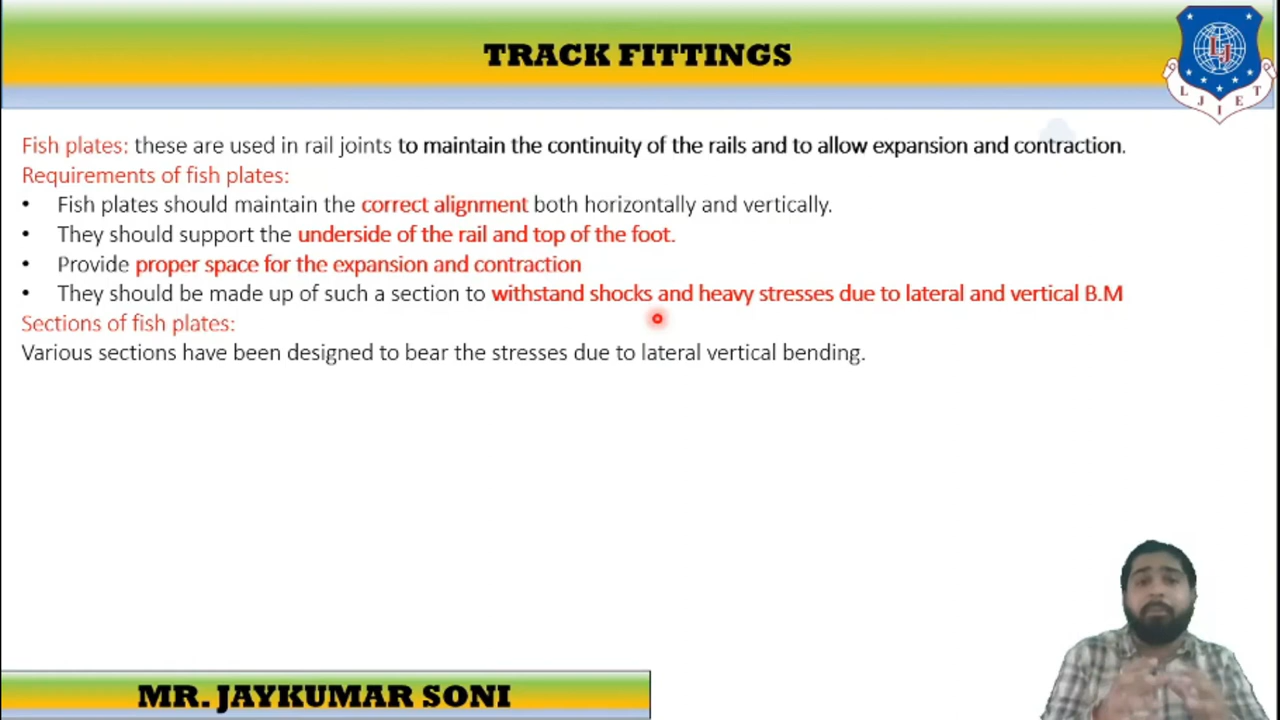 TRACK FITTINGS
LJ
LJIET
Fish plates: these are used in rail joints to maintain the continuity of the rails and to allow expansion and contraction.
Requirements of fish plates:
• Fish plates should maintain the correct alignment both horizontally and vertically.
• They should support the underside of the rail and top of the foot.
• Provide proper space for the expansion and contraction
• They should be made up of such a section to withstand shocks and heavy stresses due to lateral and vertical B.M
Sections of fish plates:
Various sections have been designed to bear the stresses due to lateral vertical bending.
MR. JAYKUMAR SONI